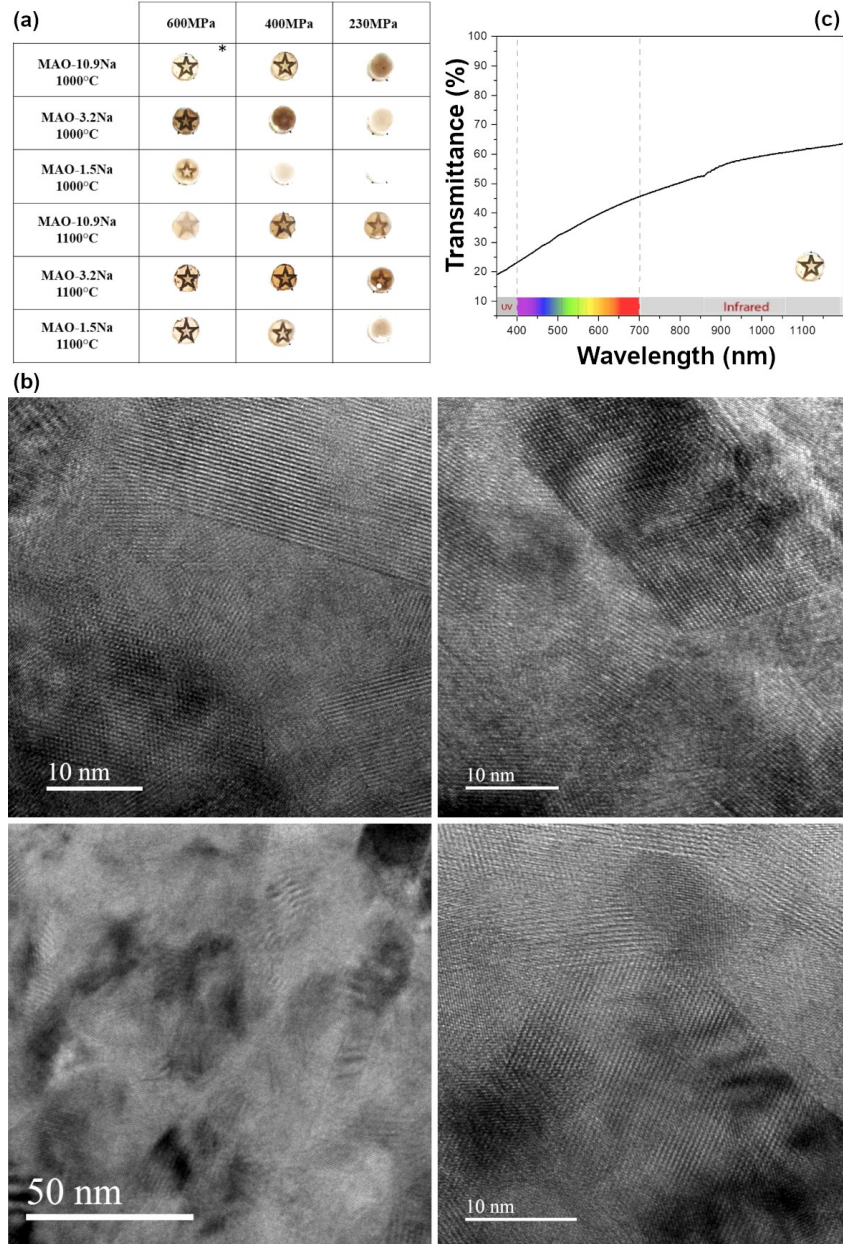 (a)
600MPa 400MPa 230MPa
MAO-10.9Na
1000°C
*
MAO-3.2Na
1000°C
MAO-1.5Na
1000°C
MAO-10.9Na
1100°C
MAO-3.2Na
1100°C
MAO-1.5Na
1100°C
(c)
Transmittance (%)
100
90
80
70
60
50
40
30
20
10
UV
Infrared
400 500 600 700 800 900 1000 1100
Wavelength (nm)
(b)
10 nm
10 nm
50 nm
10 nm